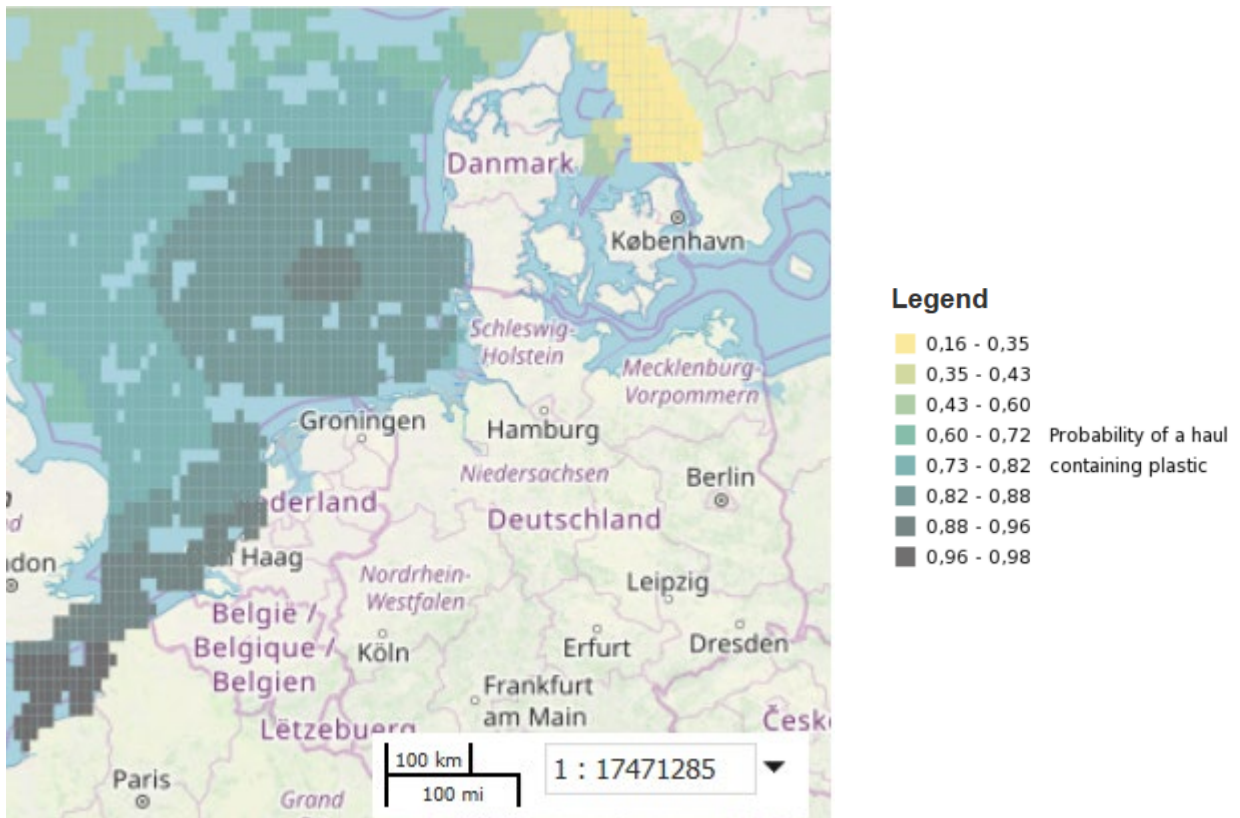 Danmark
København
Schleswig-
Holstein
Mecklenburg-
Vorpommern
Groningen
Hamburg
Niedersachsen
Berlin
derland
Deutschland
Haag
don
Nordrhein-
Westfalen
Leipzig
België /
Belgique /
Belgien
Köln
Erfurt
Dresden
Frankfurt
am Main
Lëtzebuerg
Česk
Paris
Grand
100 km
100 mi
1 : 17471285
Legend
0,16 - 0,35
0,35 - 0,43
0,43 - 0,60
0,60 - 0,72 Probability of a haul
0,73 - 0,82 containing plastic
0,82 - 0,88
0,88 - 0,96
0,96 - 0,98